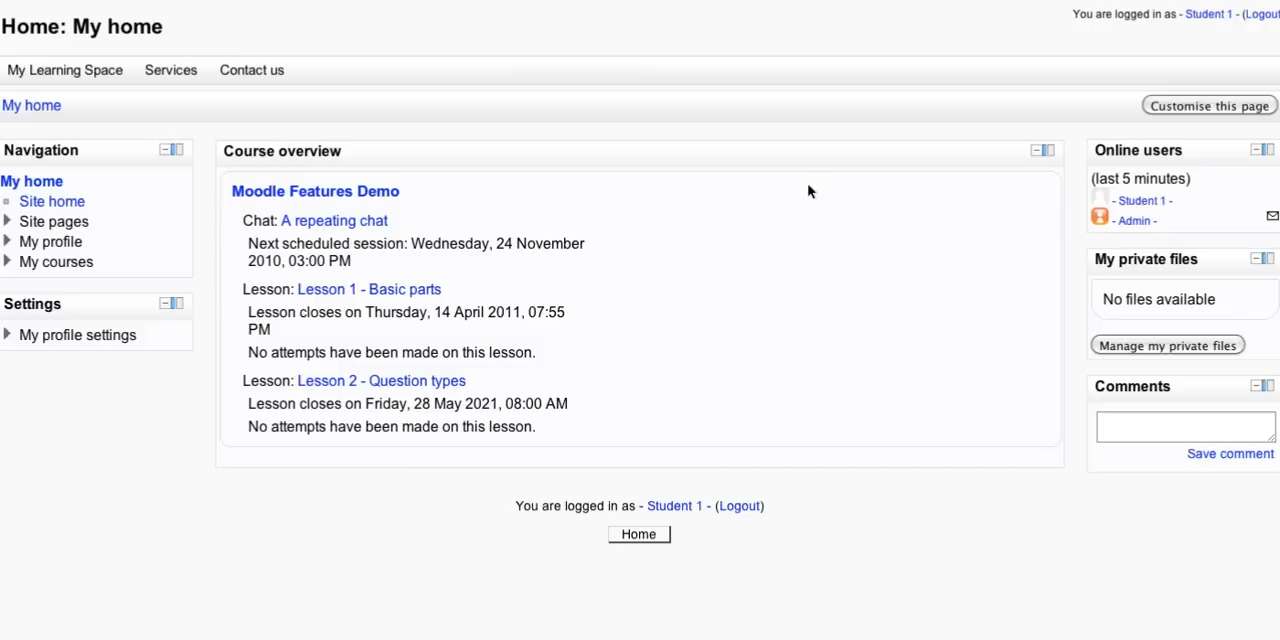 Home: My home
You are logged in as - Student 1 - (Logout
My Learning Space
Services
Contact us
My home
Customise this page
Navigation
My home
Site home
Site pages
My profile
My courses
Settings
My profile settings
Course overview
Moodle Features Demo
Chat: A repeating chat
Next scheduled session: Wednesday, 24 November
2010, 03:00 PM
Lesson: Lesson 1 - Basic parts
Lesson closes on Thursday, 14 April 2011, 07:55
PM
No attempts have been made on this lesson.
Lesson: Lesson 2 - Question types
Lesson closes on Friday, 28 May 2021, 08:00 AM
No attempts have been made on this lesson.
Online users
(last 5 minutes)
- Student 1 -
- Admin -
My private files
No files available
Manage my private files
Comments
Save comment
You are logged in as - Student 1 - (Logout)
Home